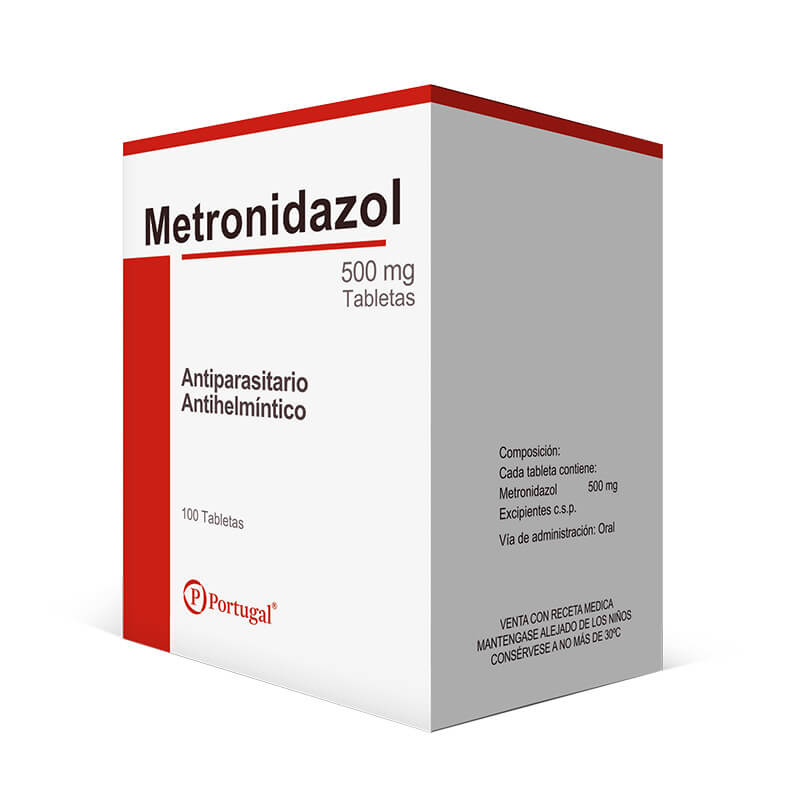 Metronidazol
500 mg
Tabletas
Antiparasitario
Antihelmíntico
100 Tabletas
P Portugal®
Composición:
Cada tableta contiene:
Metronidazol 500 mg
Excipientes c.s.p.
Vía de administración: Oral
VENTA CON RECETA MEDICA
MANTENGASE ALEJADO DE LOS NIÑOS
CONSÉRVESE A NO MÁS DE 30ºC